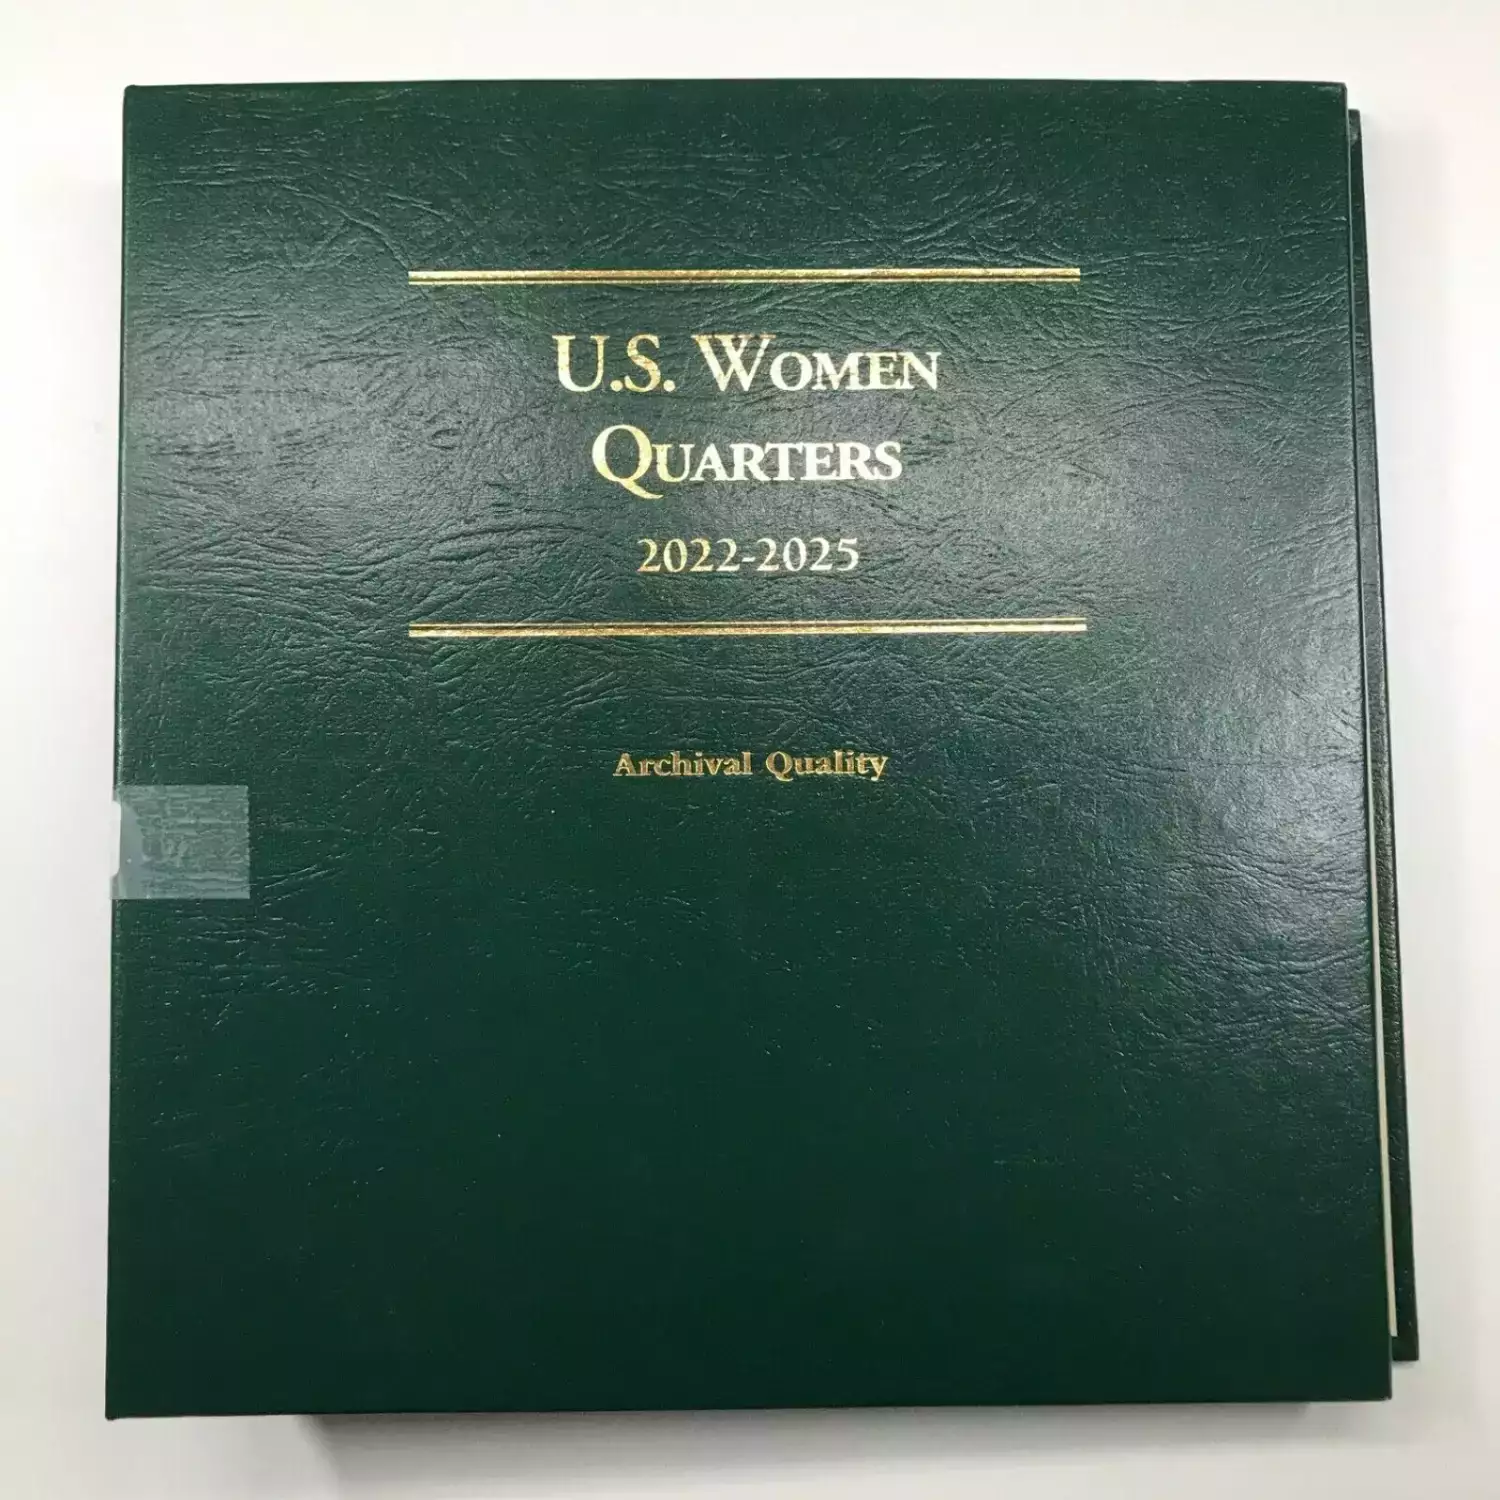 U.S. WOMEN
QUARTERS
2022-2025
Archival Quality